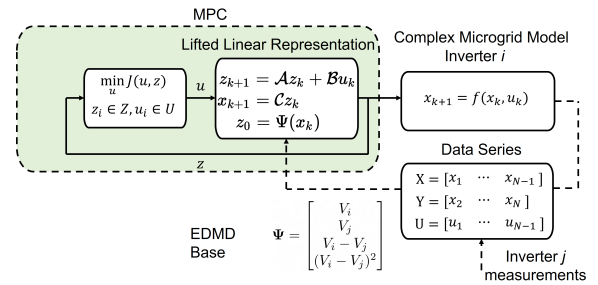 MPC
Lifted Linear Representation
min J(u, z)
u
z_i ∈ Z, u_i ∈ U
u
z_{k+1} = 𝓐z_k + 𝓑u_k
x_{k+1} = 𝓒z_k
z_0 = Ψ(x_k)
z
Complex Microgrid Model
Inverter i
x_{k+1} = f(x_k, u_k)
Data Series
X = [x_1 ⋯ x_{N−1}]
Y = [x_2 ⋯ x_N]
U = [u_1 ⋯ u_{N−1}]
Inverter j
measurements
EDMD
Base
Ψ = [
V_i
V_j
V_i − V_j
(V_i − V_j)^2
]